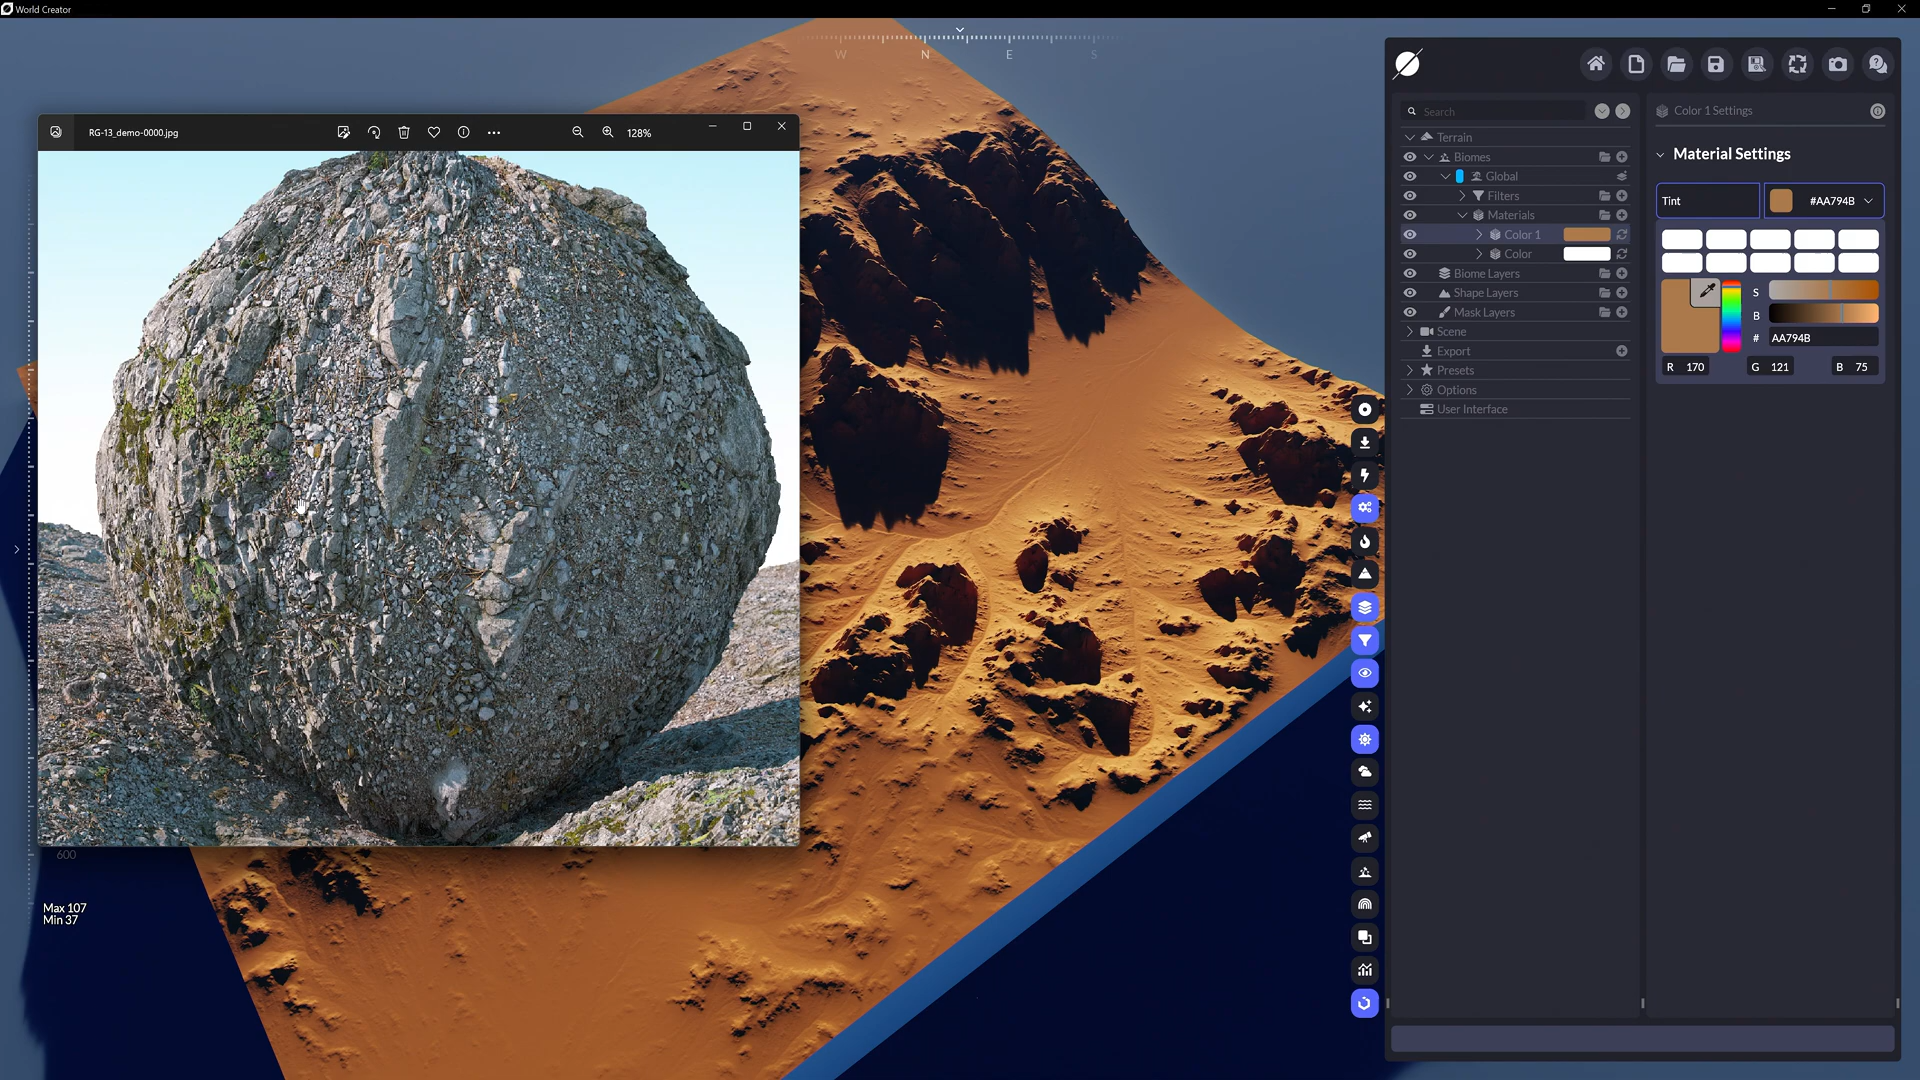 World Creator
W N E S
RG-13_demo-0000.jpg
128%
Search
Color 1 Settings
Terrain
Material Settings
Biomes
Global
Filters
Tint
#AA794B
Materials
Color 1
Color
Biome Layers
Shape Layers
S
Mask Layers
B
Scene
# AA794B
Export
Presets
R 170 G 121 B 75
Options
User Interface
600
Max 107
Min 37